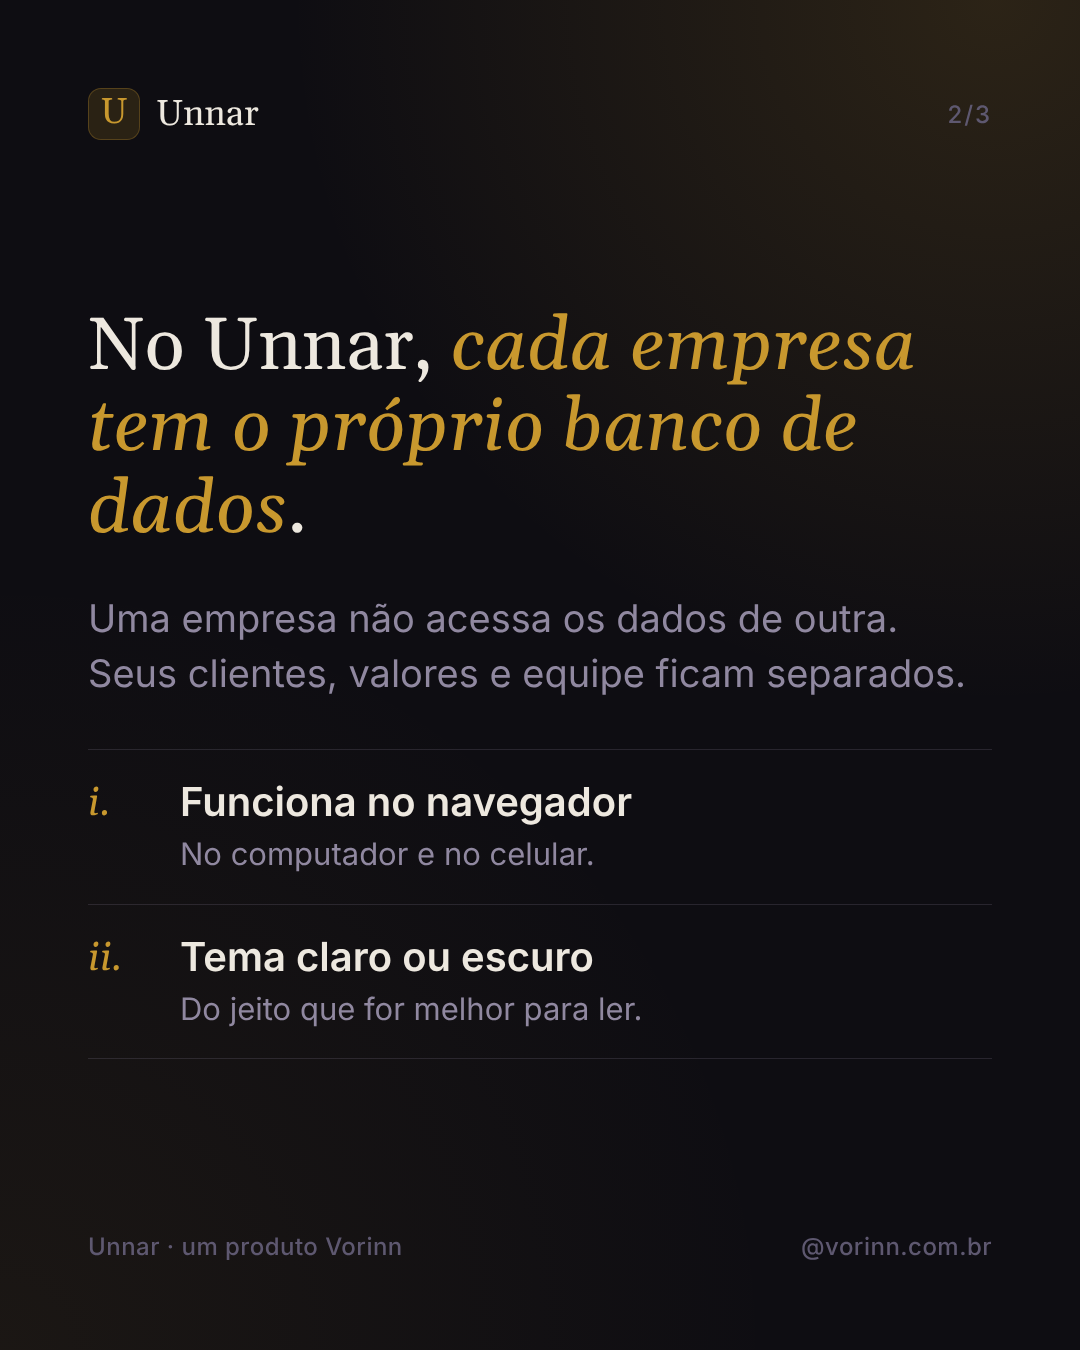 U Unnar
2/3
No Unnar, cada empresa
tem o próprio banco de
dados.
Uma empresa não acessa os dados de outra.
Seus clientes, valores e equipe ficam separados.
i. Funciona no navegador
No computador e no celular.
ii. Tema claro ou escuro
Do jeito que for melhor para ler.
Unnar · um produto Vorinn
@vorinn.com.br